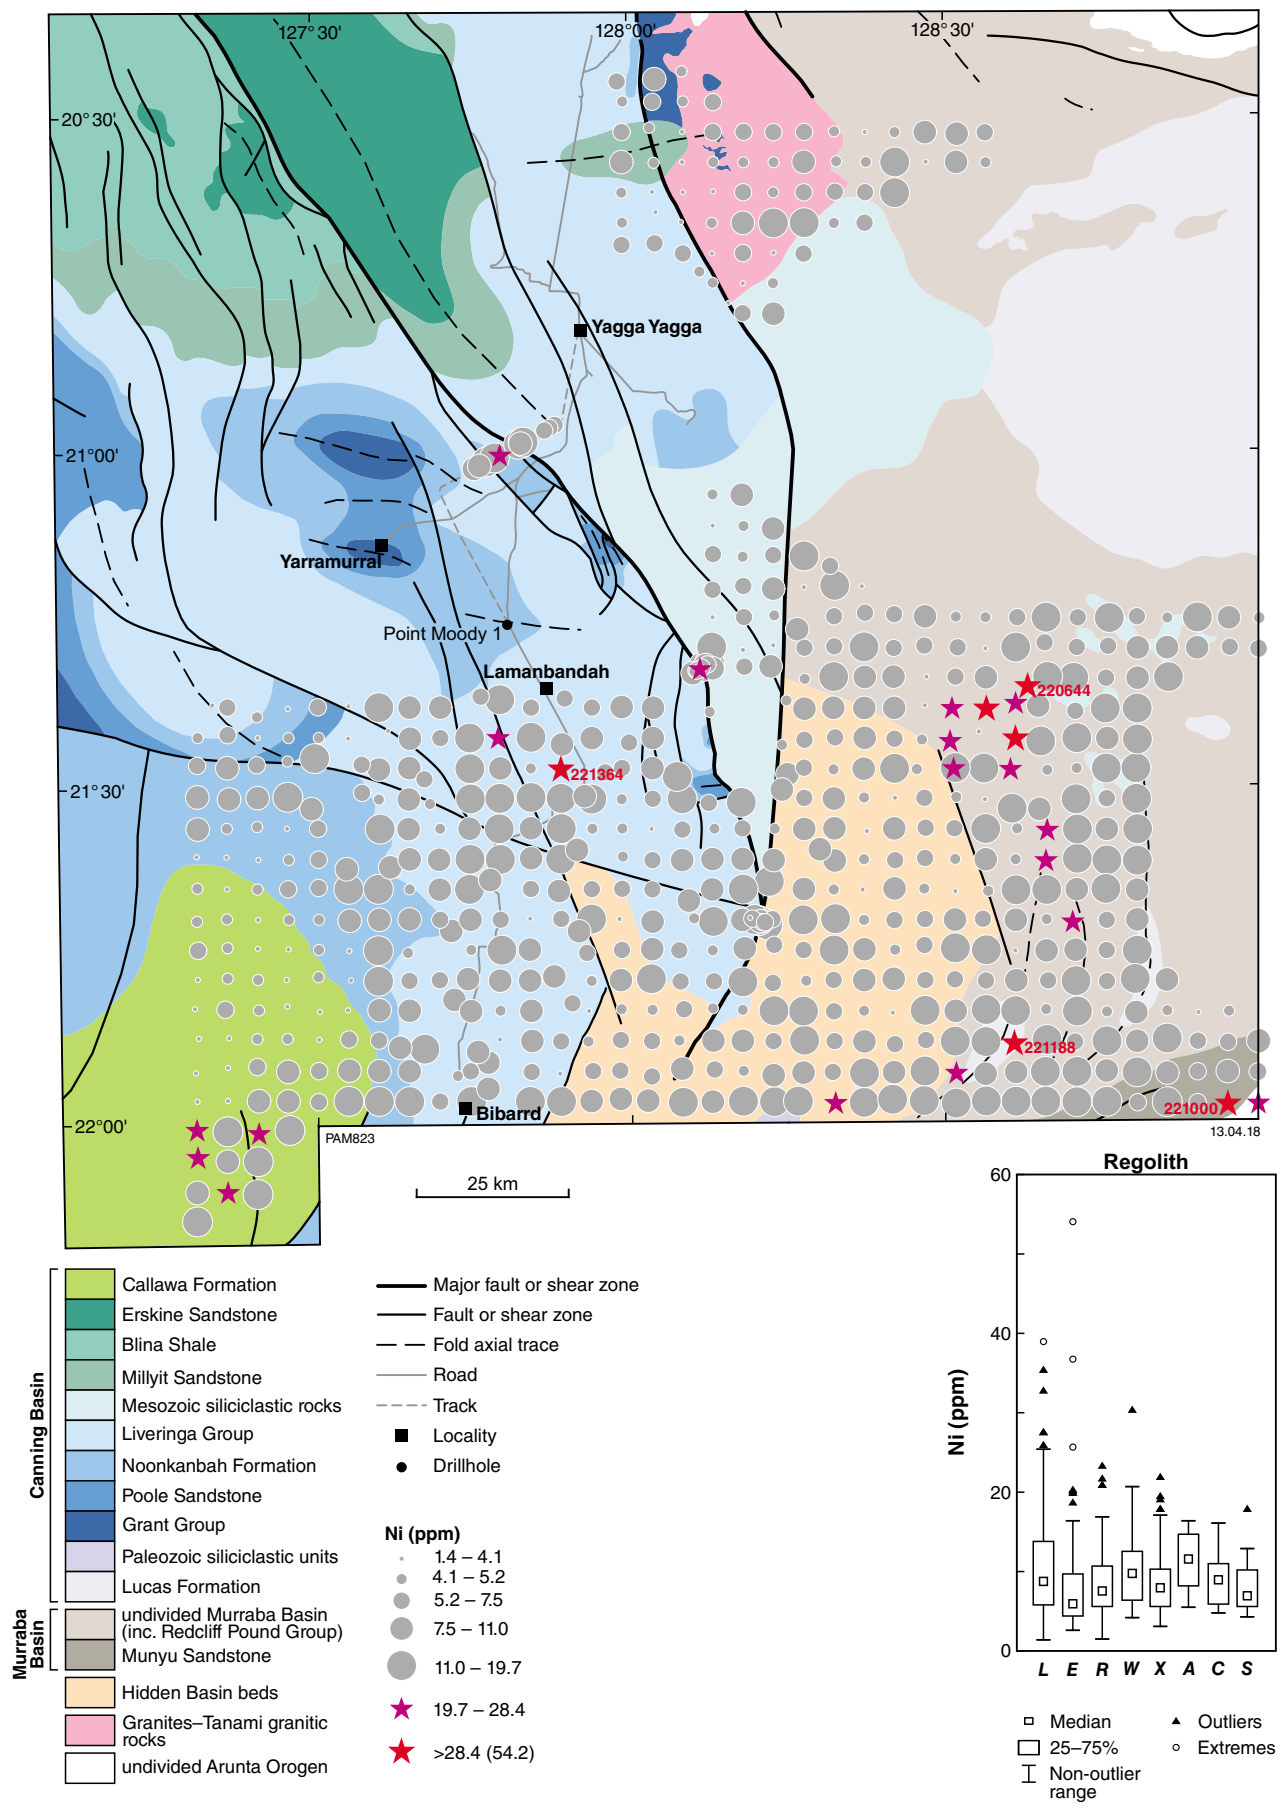 127°30'
128°00'
128°30'
20°30'
Yagga Yagga
21°00'
Yarramurral
Point Moody 1
Lamanbandah
220644
221364
21°30'
221188
Bibarrd
221000
22°00'
PAM823
13.04.18
25 km
Canning Basin
Callawa Formation
Erskine Sandstone
Blina Shale
Millyit Sandstone
Mesozoic siliciclastic rocks
Liveringa Group
Noonkanbah Formation
Poole Sandstone
Grant Group
Paleozoic siliciclastic units
Lucas Formation
Murraba
Basin
undivided Murraba Basin
(inc. Redcliff Pound Group)
Munyu Sandstone
Hidden Basin beds
Granites–Tanami granitic
rocks
undivided Arunta Orogen
Major fault or shear zone
Fault or shear zone
Fold axial trace
Road
Track
Locality
Drillhole
Ni (ppm)
1.4 – 4.1
4.1 – 5.2
5.2 – 7.5
7.5 – 11.0
11.0 – 19.7
19.7 – 28.4
>28.4 (54.2)
Regolith
60
40
20
0
Ni (ppm)
L E R W X A C S
Median
25–75%
Non-outlier
range
Outliers
Extremes